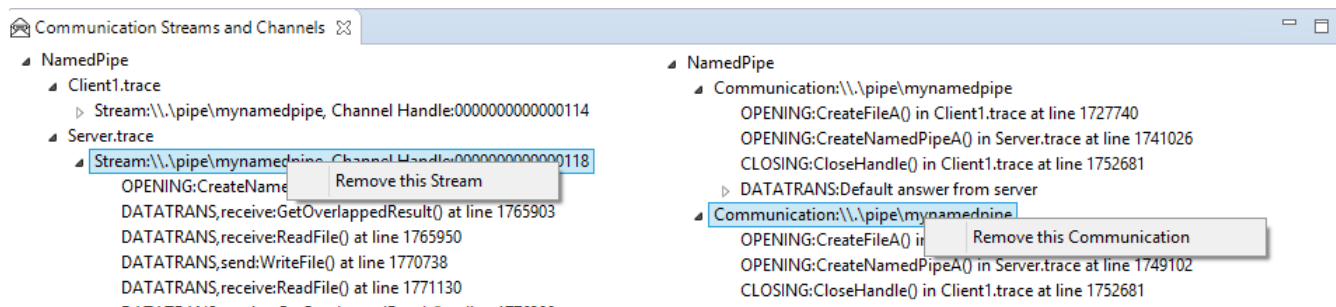 Communication Streams and Channels
NamedPipe
Client1.trace
Stream:\\.\pipe\mynamedpipe, Channel Handle:0000000000000114
Server.trace
Stream:\\.\pipe\mynamedpipe, Channel Handle:0000000000000118
Remove this Stream
OPENING:CreateName
DATATRANS,receive:GetOverlappedResult() at line 1765903
DATATRANS,receive:ReadFile() at line 1765950
DATATRANS,send:WriteFile() at line 1770738
DATATRANS,receive:ReadFile() at line 1771130
NamedPipe
Communication:\\.\pipe\mynamedpipe
OPENING:CreateFileA() in Client1.trace at line 1727740
OPENING:CreateNamedPipeA() in Server.trace at line 1741026
CLOSING:CloseHandle() in Client1.trace at line 1752681
DATATRANS:Default answer from server
Communication:\\.\pipe\mynamedpipe
Remove this Communication
OPENING:CreateFileA() i
OPENING:CreateNamedPipeA() in Server.trace at line 1749102
CLOSING:CloseHandle() in Client1.trace at line 1752681